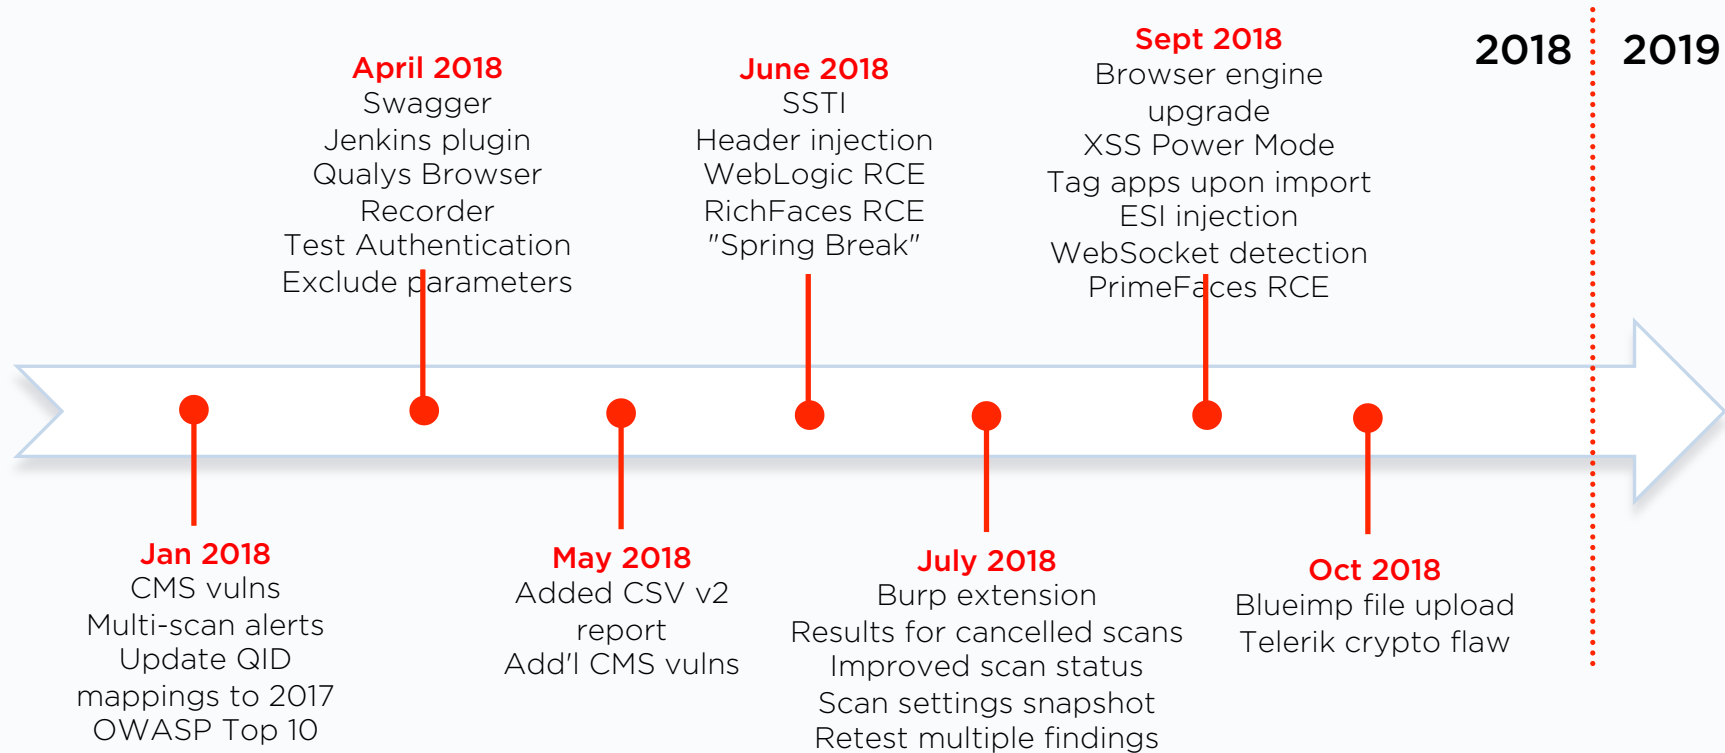 April 2018
Swagger
Jenkins plugin
Qualys Browser
Recorder
Test Authentication
Exclude parameters
June 2018
SSTI
Header injection
WebLogic RCE
RichFaces RCE
"Spring Break"
Sept 2018
Browser engine
upgrade
XSS Power Mode
Tag apps upon import
ESI injection
WebSocket detection
PrimeFaces RCE
2018
2019
Jan 2018
CMS vulns
Multi-scan alerts
Update QID
mappings to 2017
OWASP Top 10
May 2018
Added CSV v2
report
Add'l CMS vulns
July 2018
Burp extension
Results for cancelled scans
Improved scan status
Scan settings snapshot
Retest multiple findings
Oct 2018
Blueimp file upload
Telerik crypto flaw